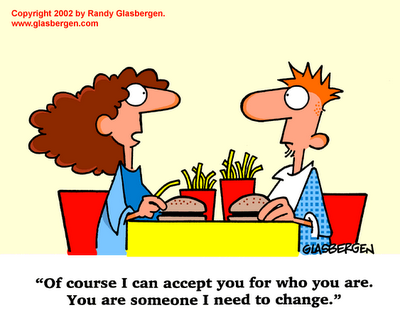 Copyright 2002 by Randy Glasbergen.
www.glasbergen.com
GLASBERGEN
“Of course I can accept you for who you are.
You are someone I need to change.”